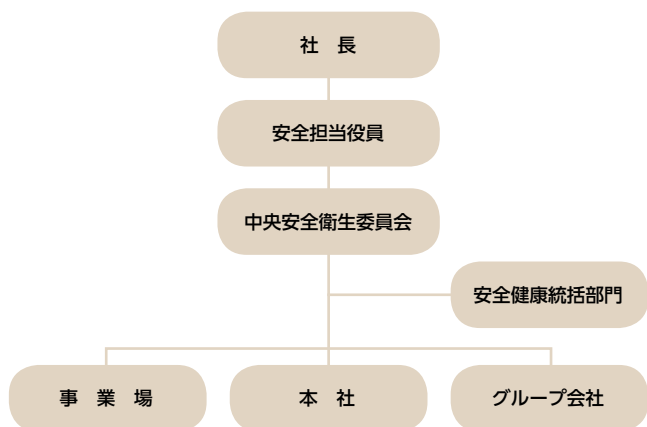 社　長
安全担当役員
中央安全衛生委員会
安全健康統括部門
事　業　場
本　社
グループ会社